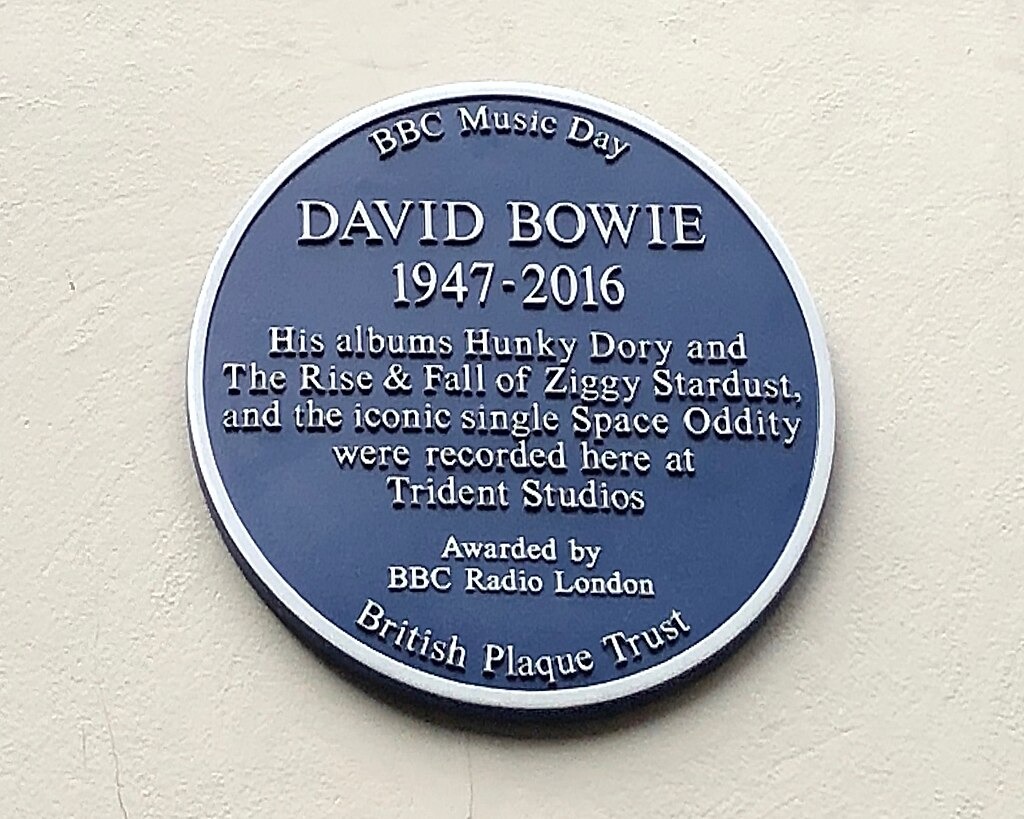 BBC Music Day
DAVID BOWIE
1947-2016
His albums Hunky Dory and
The Rise & Fall of Ziggy Stardust,
and the iconic single Space Oddity
were recorded here at
Trident Studios
Awarded by
BBC Radio London
British Plaque Trust